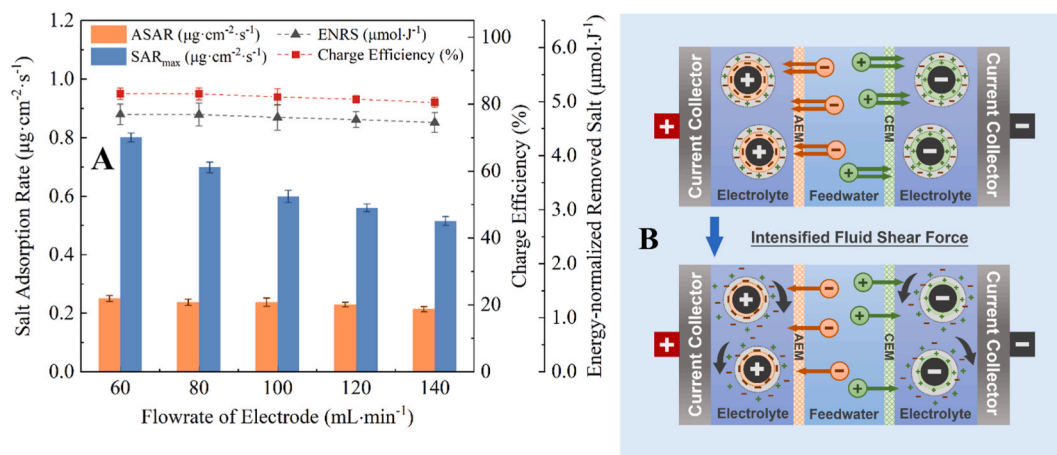 ASAR (µg·cm⁻²·s⁻¹)
SARmax (µg·cm⁻²·s⁻¹)
ENRS (µmol·J⁻¹)
Charge Efficiency (%)
A
Salt Adsorption Rate (µg·cm⁻²·s⁻¹)
1.2
1.0
0.8
0.6
0.4
0.2
0.0
60 80 100 120 140
Flowrate of Electrode (mL·min⁻¹)
100
80
60
40
20
0
Charge Efficiency (%)
6.0
5.0
4.0
3.0
2.0
1.0
0.0
Energy-normalized Removed Salt (µmol·J⁻¹)
B
+
Current Collector
+
+
Electrolyte
AEM
-
-
-
Feedwater
+
+
+
CEM
-
-
Electrolyte
Current Collector
-
Intensified Fluid Shear Force
+
Current Collector
+
+
Electrolyte
AEM
-
-
-
Feedwater
+
+
+
CEM
-
-
Electrolyte
Current Collector
-